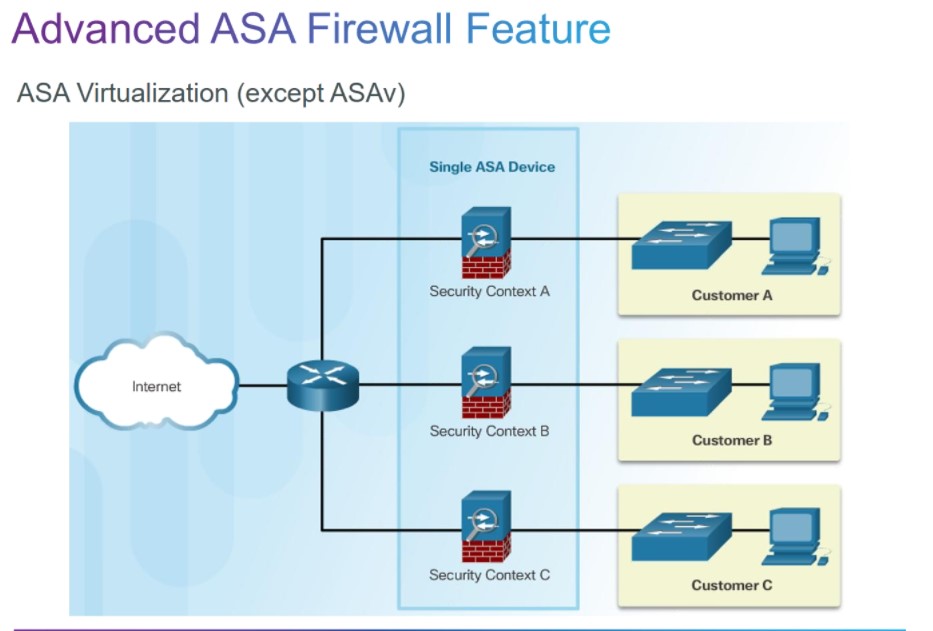 Advanced ASA Firewall Feature
ASA Virtualization (except ASAv)
Single ASA Device
Security Context A
Customer A
Internet
Security Context B
Customer B
Security Context C
Customer C